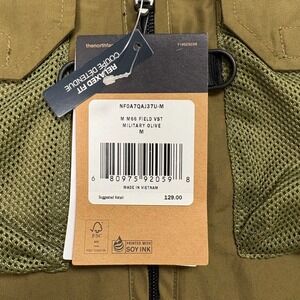 RELAXED FIT
COUPE DÉTENDUE
thenorthface
NF0A7QAJ37U-M
M M66 FIELD VST
MILITARY OLIVE
M
6 80975 92059 8
MADE IN VIETNAM
Suggested Retail:
129.00
FSC
PRINTED WITH
SOY INK